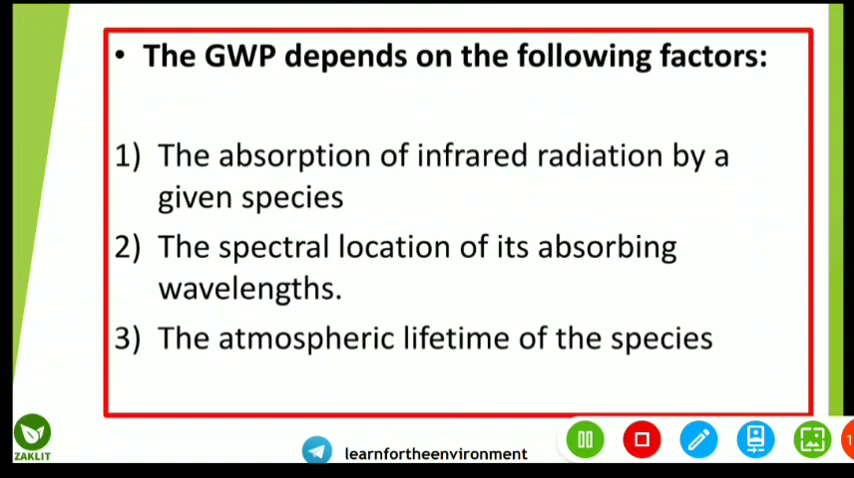 • The GWP depends on the following factors:
1) The absorption of infrared radiation by a
given species
2) The spectral location of its absorbing
wavelengths.
3) The atmospheric lifetime of the species
ZAKLIT
learnfortheenvironment
1